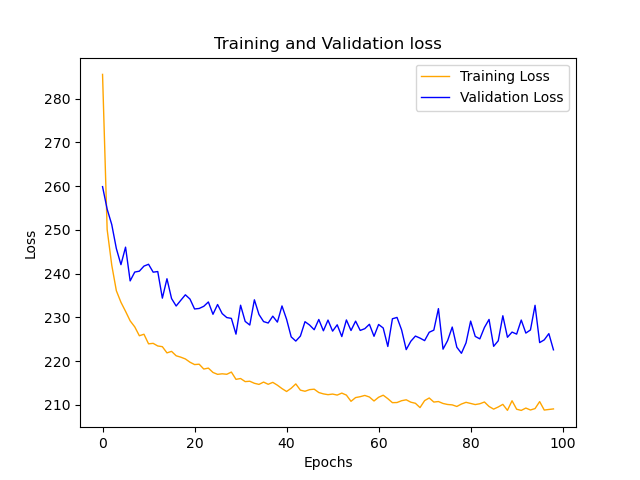 Training and Validation loss
Training Loss
Validation Loss
Loss
280
270
260
250
240
230
220
210
0 20 40 60 80 100
Epochs